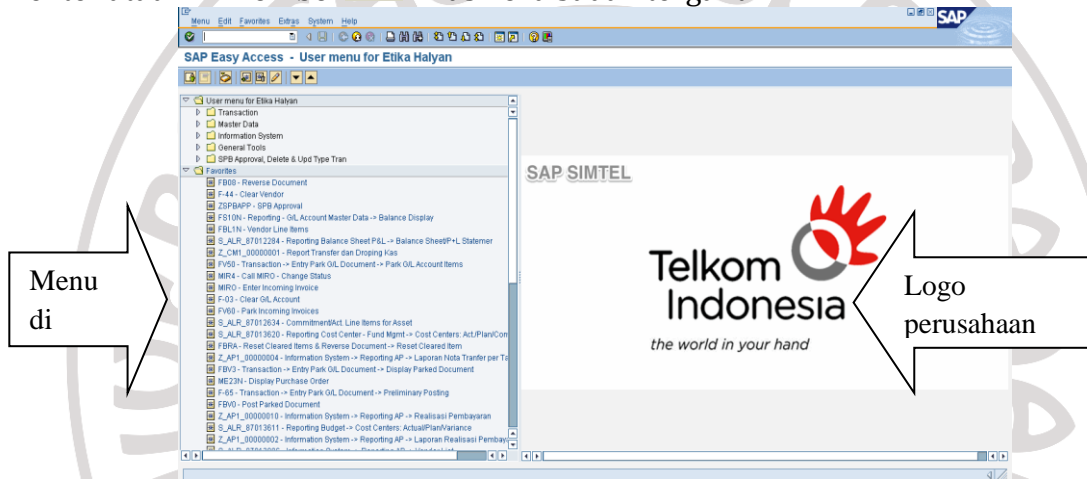 Menu Edit Favorites Extras System Help
SAP
SAP Easy Access - User menu for Etika Halyan
User menu for Etika Halyan
Transaction
Master Data
Information System
General Tools
SPB Approval, Delete & Upd Type Tran
Favorites
FB08 - Reverse Document
F-44 - Clear Vendor
ZSPBAPP - SPB Approval
FS10N - Reporting - G/L Account Master Data -> Balance Display
FBL1N - Vendor Line Items
S_ALR_87012284 - Reporting Balance Sheet P&L -> Balance Sheet/P+L Statemer
Z_CM1_00000001 - Report Transfer dan Droping Kas
FV50 - Transaction -> Entry Park G/L Document -> Park G/L Account Items
MIR4 - Call MIRO - Change Status
MIRO - Enter Incoming Invoice
F-03 - Clear G/L Account
FV60 - Park Incoming Invoices
S_ALR_87012634 - Commitment/Act. Line Items for Asset
S_ALR_87013620 - Reporting Cost Center - Fund Mgmt -> Cost Centers: Act./Plan/Com
FBRA - Reset Cleared Items & Reverse Document -> Reset Cleared Item
Z_AP1_00000004 - Information System -> Reporting AP -> Laporan Nota Tranfer per Ta
FBV3 - Transaction -> Entry Park G/L Document -> Display Parked Document
ME23N - Display Purchase Order
F-65 - Transaction -> Entry Park G/L Document -> Preliminary Posting
FBV0 - Post Parked Document
Z_AP1_00000010 - Information System -> Reporting AP -> Realisasi Pembayaran
S_ALR_87013611 - Reporting Budget -> Cost Centers: Actual/Plan/Variance
Z_AP1_00000002 - Information System -> Reporting AP -> Laporan Realisasi Pembay
SAP SIMTEL
Telkom
Indonesia
the world in your hand
Menu
di
Logo
perusahaan